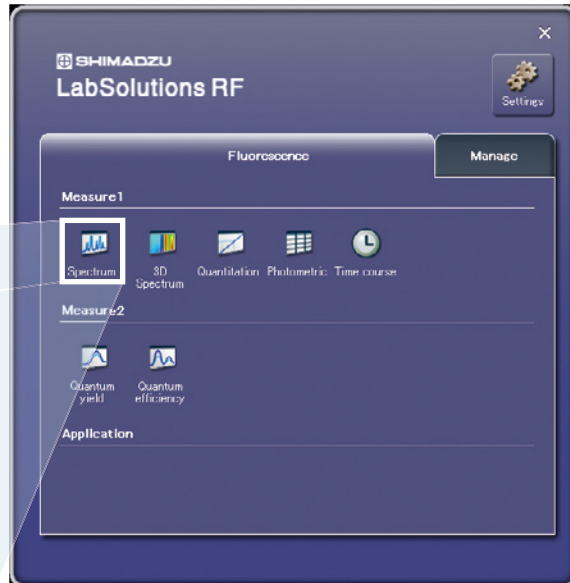 SHIMADZU
LabSolutions RF
Settings
Fluorescence
Manage
Measure1
Spectrum
3D
Spectrum
Quantitation
Photometric
Time course
Measure2
Quantum
yield
Quantum
efficiency
Application